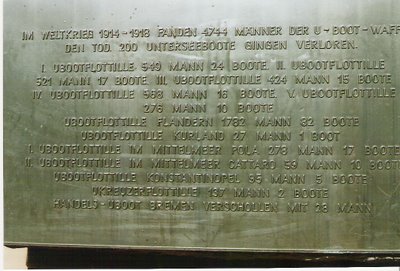 IM WELTKRIEG 1914-1918 FANDEN 4744 MÄNNER DER U-BOOT-WAFF
DEN TOD. 200 UNTERSEEBOOTE GINGEN VERLOREN.
I. UBOOTFLOTTILLE 549 MANN 24 BOOTE II. UBOOTFLOTTILLE
521 MANN 17 BOOTE III. UBOOTFLOTTILLE 424 MANN 15 BOOTE
IV. UBOOTFLOTTILLE 588 MANN 16 BOOTE. V. UBOOTFLOTTILLE
276 MANN 10 BOOTE
UBOOTFLOTTILLE FLANDERN 1782 MANN 82 BOOTE
UBOOTFLOTTILLE KURLAND 27 MANN 1 BOOT
I. UBOOTFLOTTILLE IM MITTELMEER POLA 278 MANN 17 BOOTE
II. UBOOTFLOTTILLE IM MITTELMEER CATTARO 59 MANN 10 BOOT
UBOOTFLOTTILLE KONSTANTINOPEL 95 MANN 5 BOOTE
UKREUZERFLOTTILLE 137 MANN 2 BOOTE
HANDELS-UBOOT BREMEN VERSCHOLLEN MIT 28 MANN